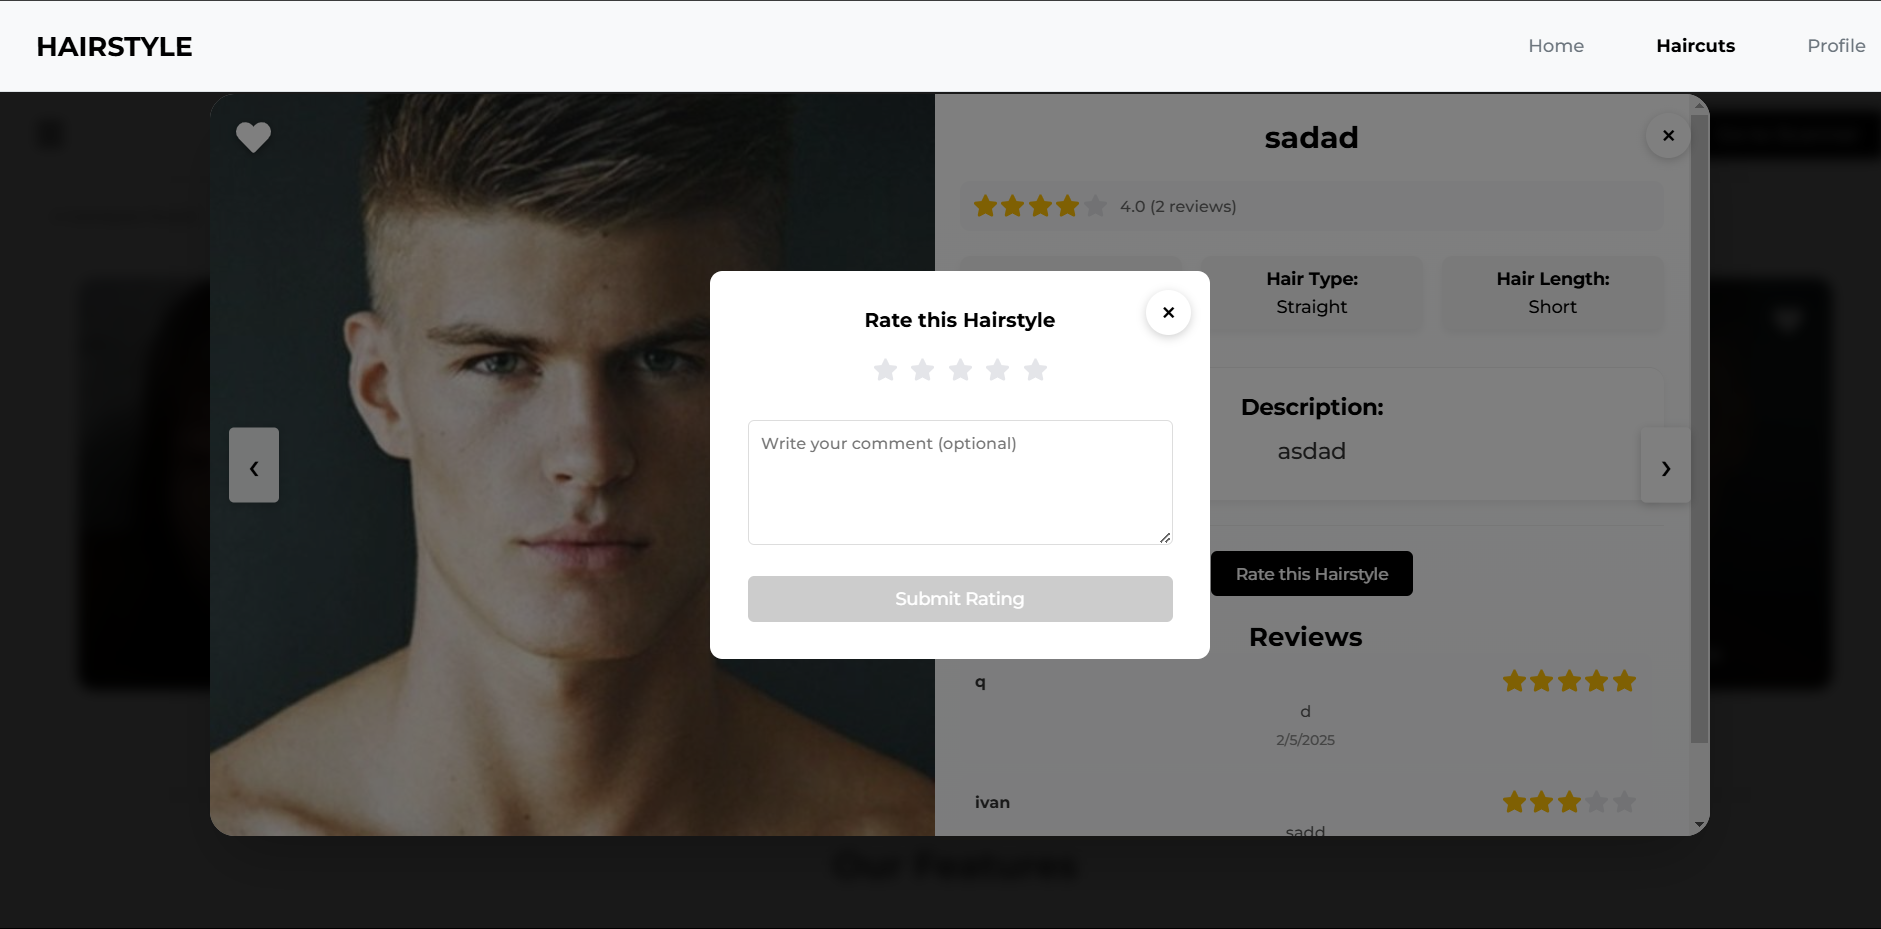 HAIRSTYLE
Home
Haircuts
Profile
sadad
4.0 (2 reviews)
Hair Type:
Straight
Hair Length:
Short
Description:
asdad
Rate this Hairstyle
Write your comment (optional)
Submit Rating
Rate this Hairstyle
Reviews
q
d
2/5/2025
ivan
sadd
Our Features